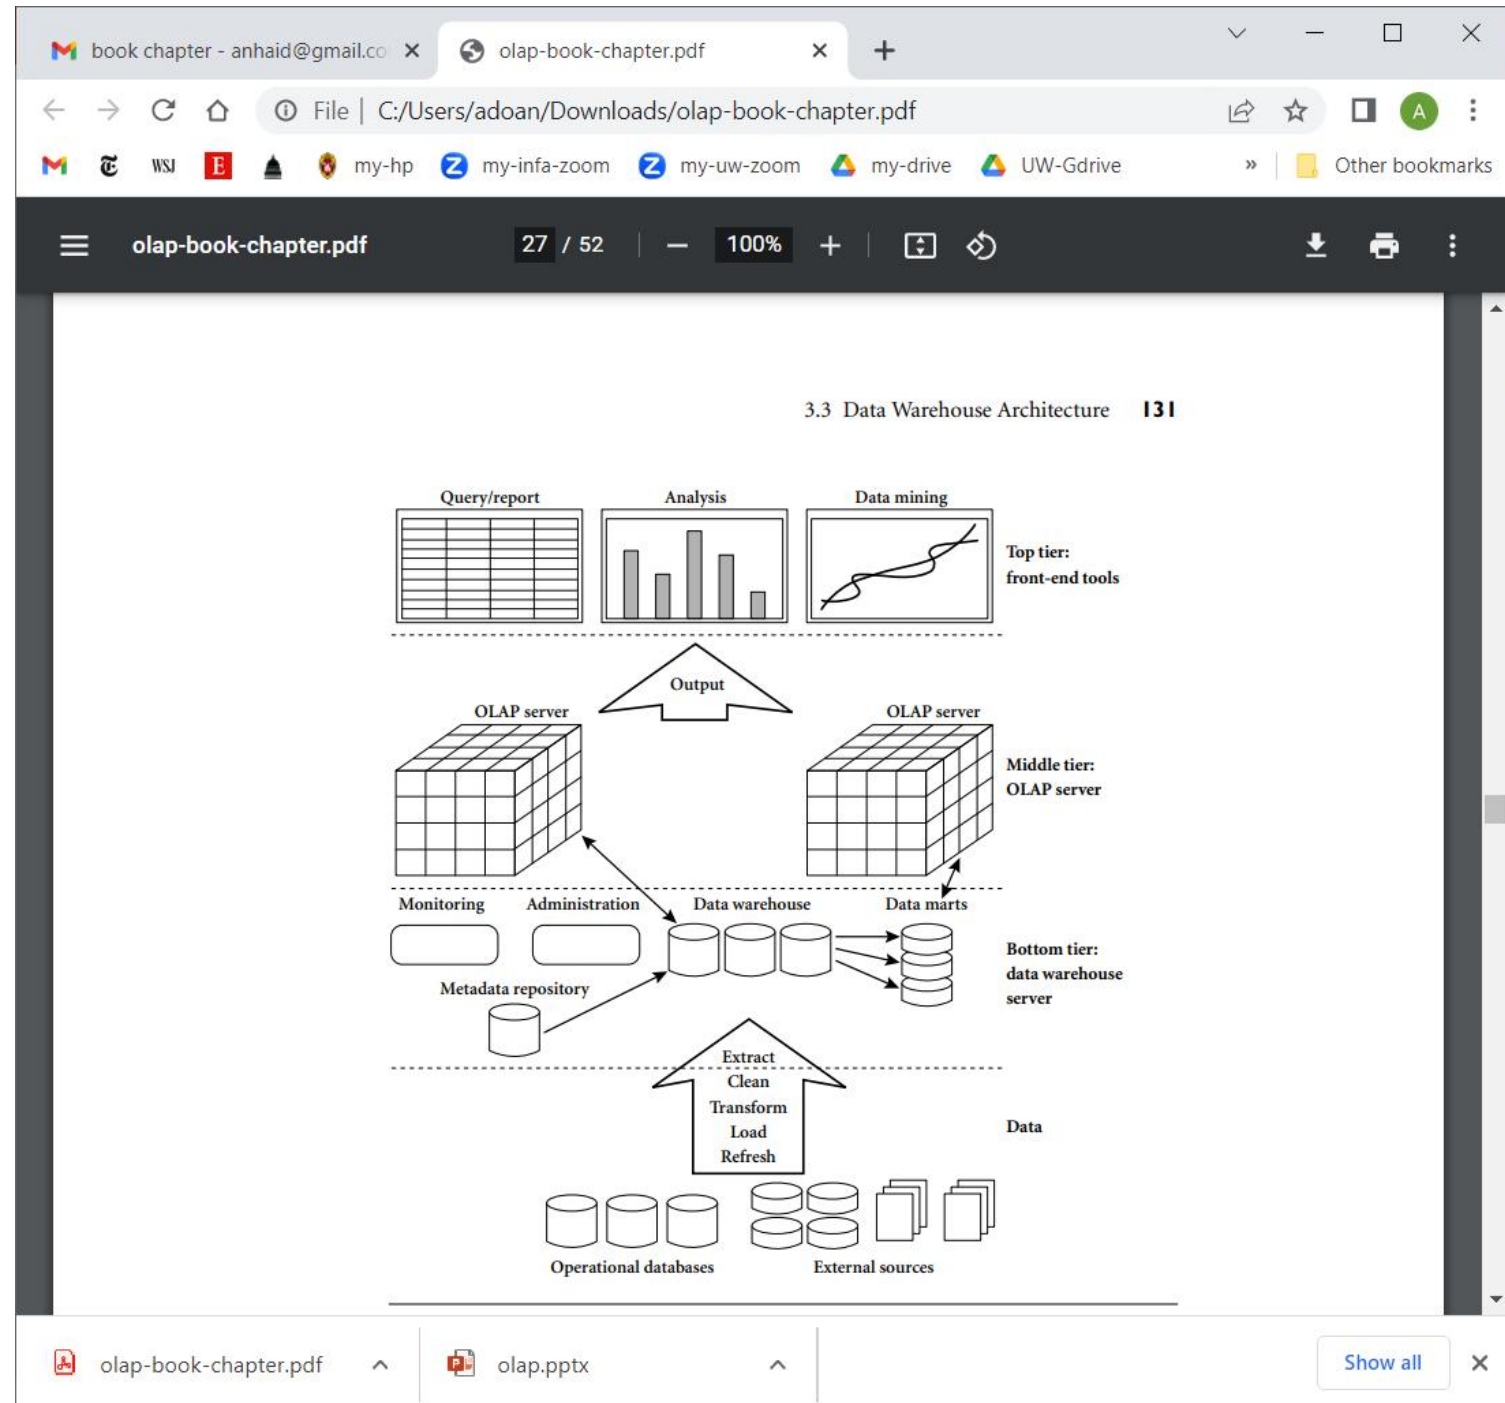 book chapter - anhaid@gmail.co
olap-book-chapter.pdf
File | C:/Users/adoan/Downloads/olap-book-chapter.pdf
A
WSJ
E
my-hp
Z
my-infa-zoom
Z
my-uw-zoom
my-drive
UW-Gdrive
»
Other bookmarks
olap-book-chapter.pdf
27 / 52
100%
3.3 Data Warehouse Architecture 131
Query/report
Analysis
Data mining
Top tier:
front-end tools
Output
OLAP server
OLAP server
Middle tier:
OLAP server
Monitoring
Administration
Data warehouse
Data marts
Bottom tier:
data warehouse
server
Metadata repository
Extract
Clean
Transform
Load
Refresh
Data
Operational databases
External sources
olap-book-chapter.pdf
olap.pptx
Show all